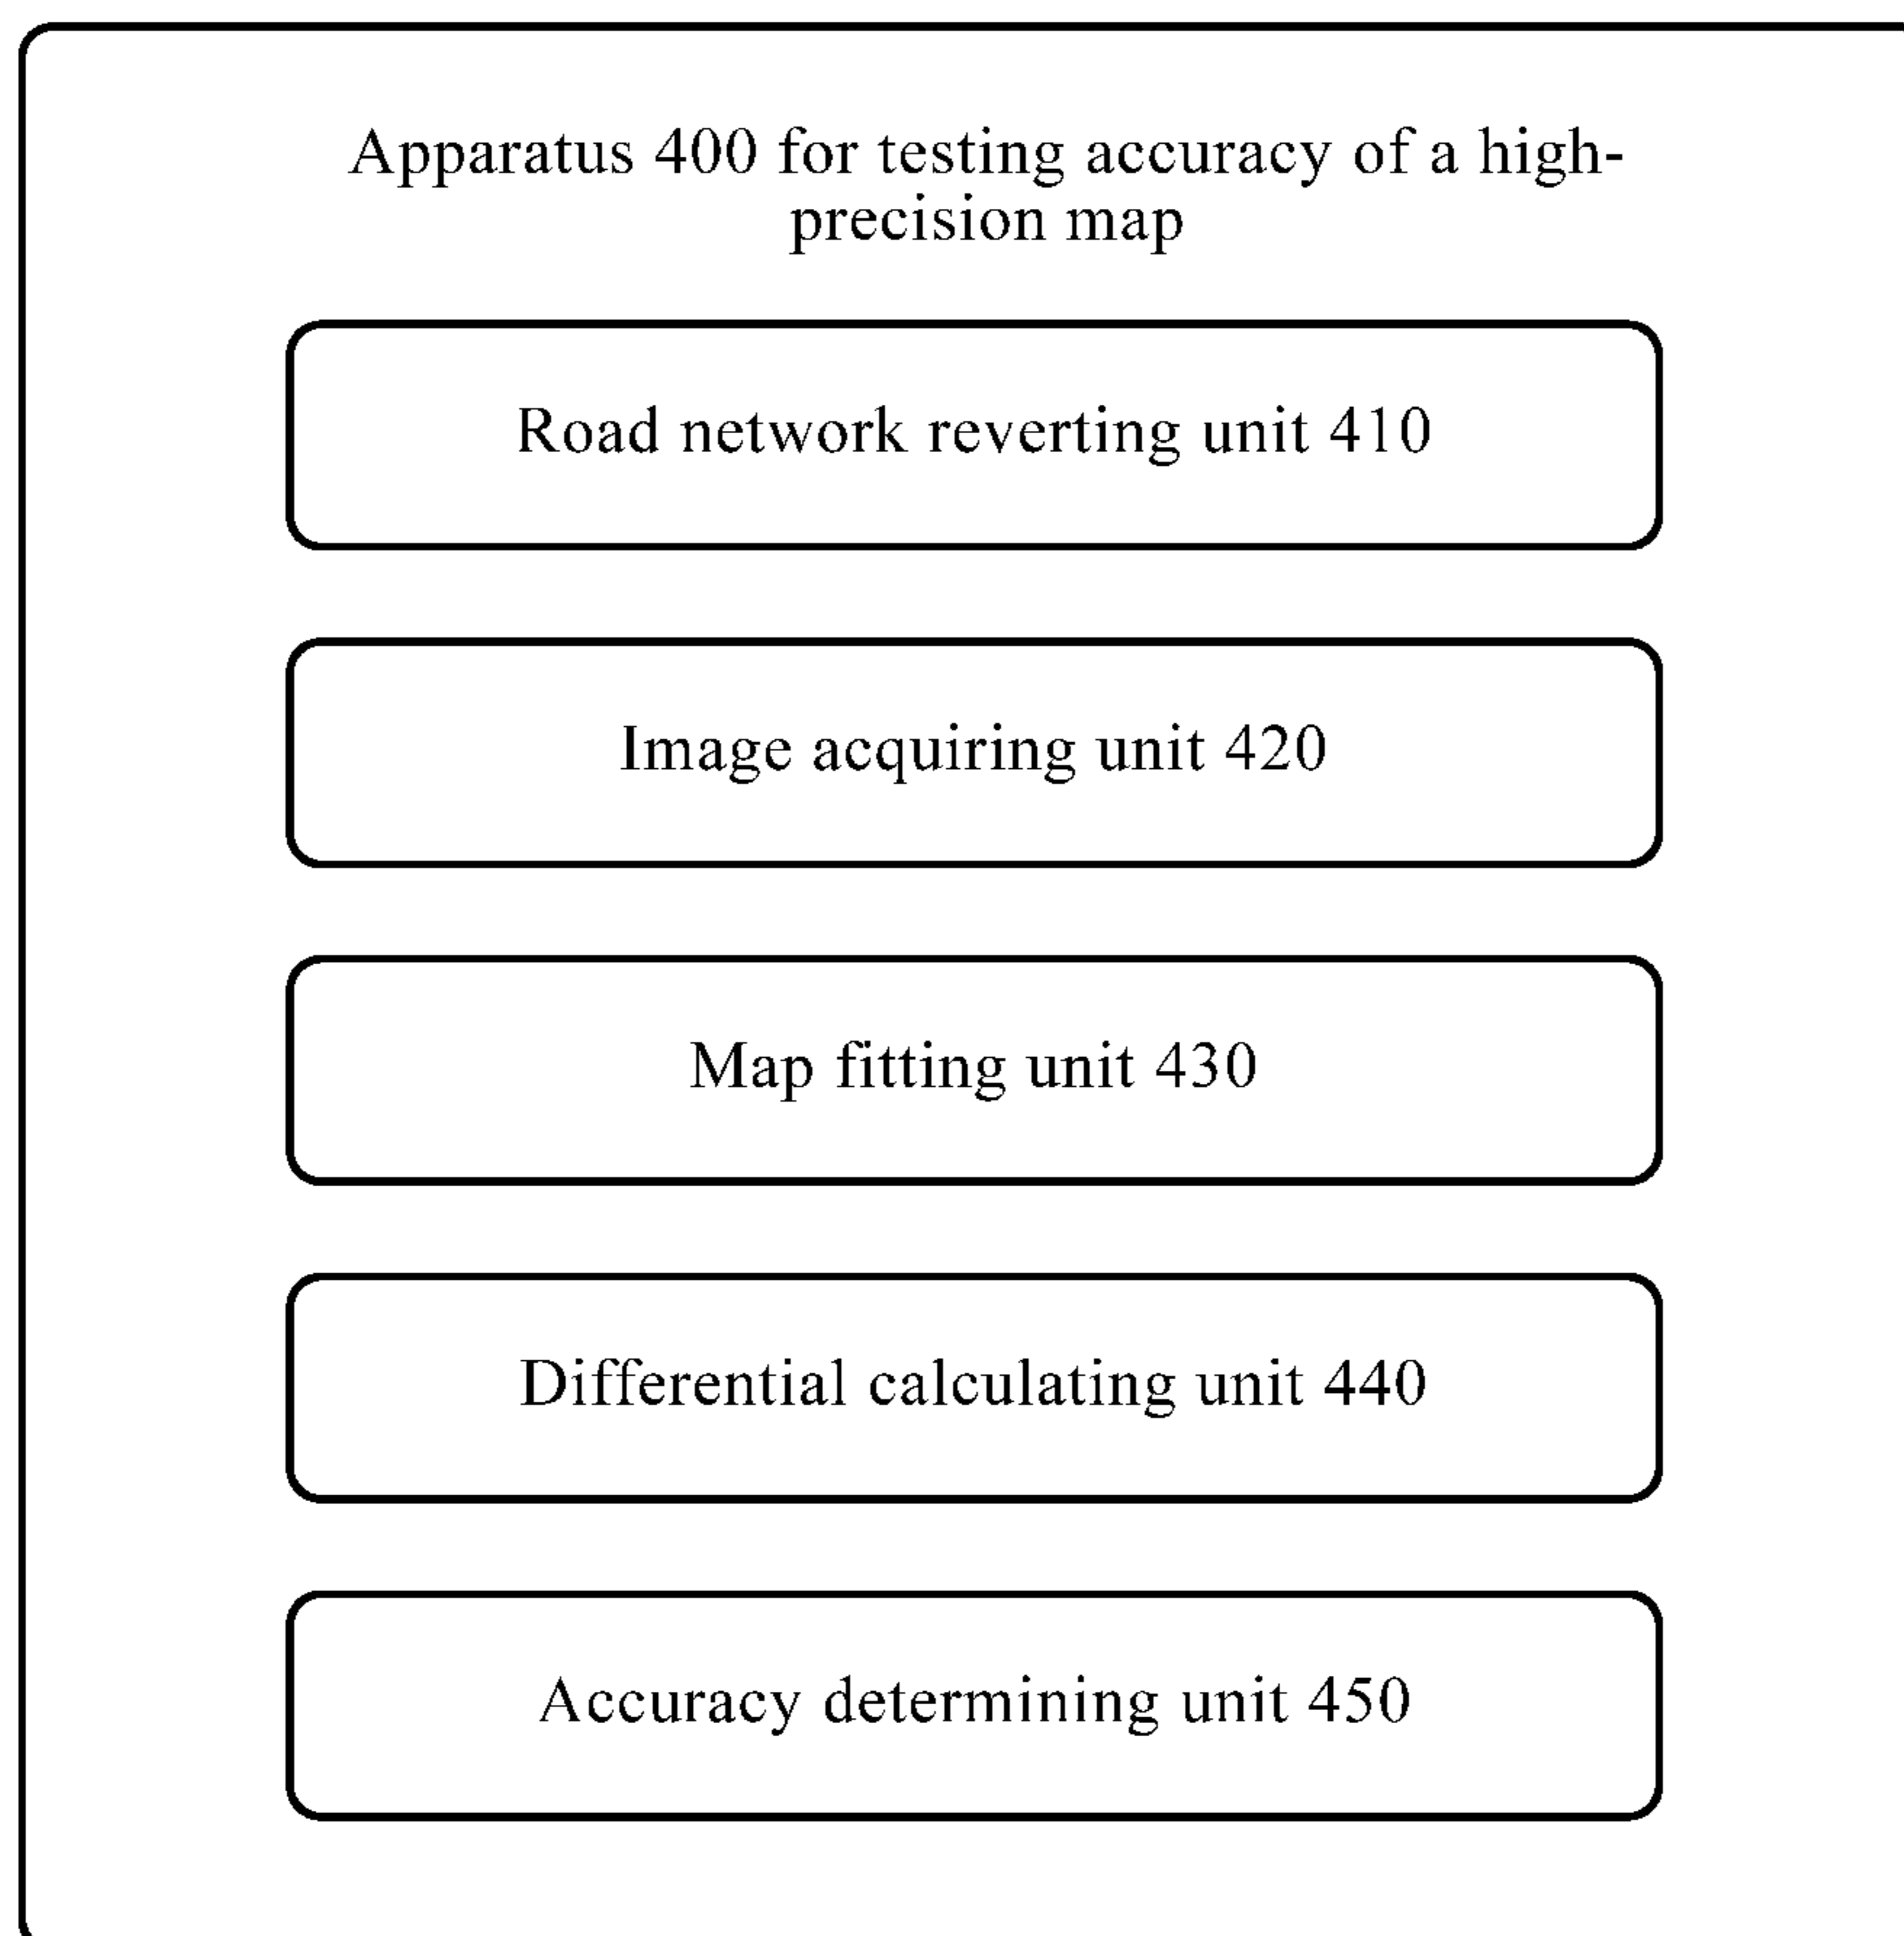 Apparatus 400 for testing accuracy of a high-
precision map
Road network reverting unit 410
Image acquiring unit 420
Map fitting unit 430
Differential calculating unit 440
Accuracy determining unit 450